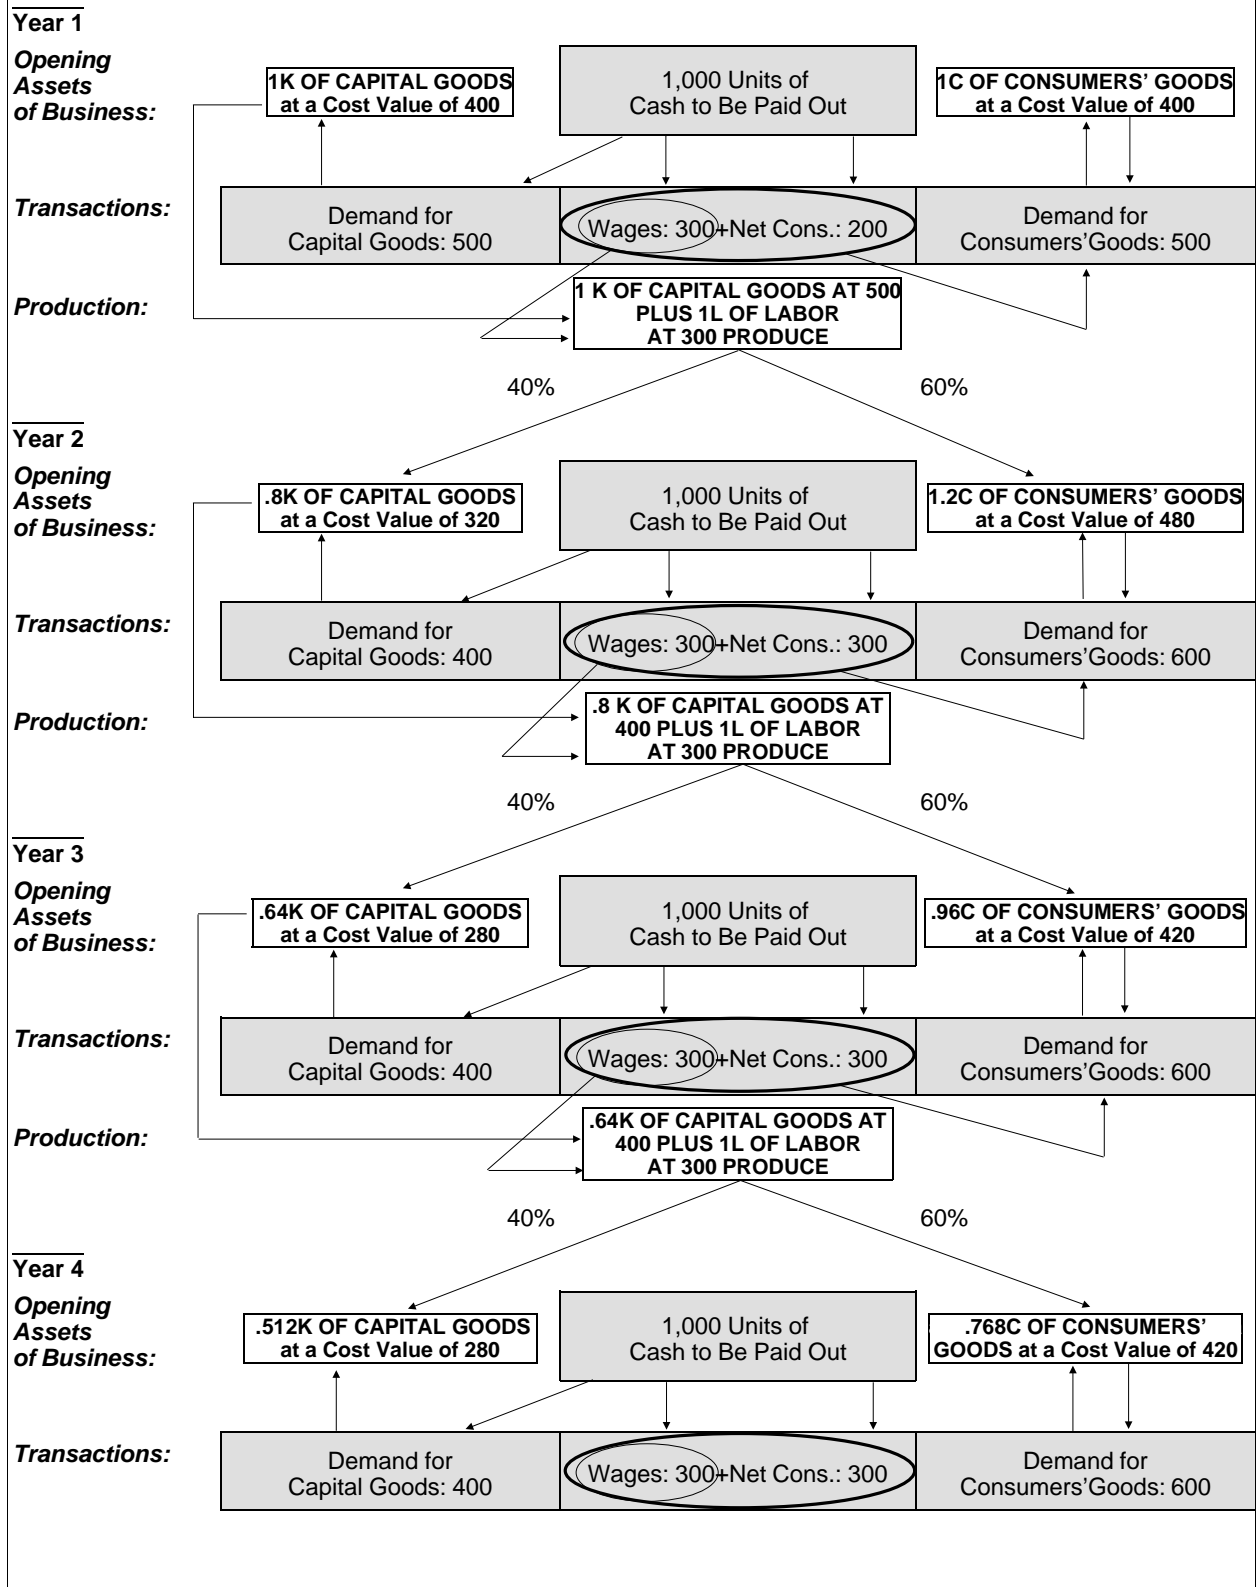 Year 1
Opening
Assets
of Business:
1K OF CAPITAL GOODS
at a Cost Value of 400
1,000 Units of
Cash to Be Paid Out
1C OF CONSUMERS’ GOODS
at a Cost Value of 400
Transactions:
Demand for
Capital Goods: 500
Wages: 300+Net Cons.: 200
Demand for
Consumers’Goods: 500
Production:
1 K OF CAPITAL GOODS AT 500
PLUS 1L OF LABOR
AT 300 PRODUCE
40%
60%
Year 2
Opening
Assets
of Business:
.8K OF CAPITAL GOODS
at a Cost Value of 320
1,000 Units of
Cash to Be Paid Out
1.2C OF CONSUMERS’ GOODS
at a Cost Value of 480
Transactions:
Demand for
Capital Goods: 400
Wages: 300+Net Cons.: 300
Demand for
Consumers’Goods: 600
Production:
.8 K OF CAPITAL GOODS AT
400 PLUS 1L OF LABOR
AT 300 PRODUCE
40%
60%
Year 3
Opening
Assets
of Business:
.64K OF CAPITAL GOODS
at a Cost Value of 280
1,000 Units of
Cash to Be Paid Out
.96C OF CONSUMERS’ GOODS
at a Cost Value of 420
Transactions:
Demand for
Capital Goods: 400
Wages: 300+Net Cons.: 300
Demand for
Consumers’Goods: 600
Production:
.64K OF CAPITAL GOODS AT
400 PLUS 1L OF LABOR
AT 300 PRODUCE
40%
60%
Year 4
Opening
Assets
of Business:
.512K OF CAPITAL GOODS
at a Cost Value of 280
1,000 Units of
Cash to Be Paid Out
.768C OF CONSUMERS’
GOODS at a Cost Value of 420
Transactions:
Demand for
Capital Goods: 400
Wages: 300+Net Cons.: 300
Demand for
Consumers’Goods: 600